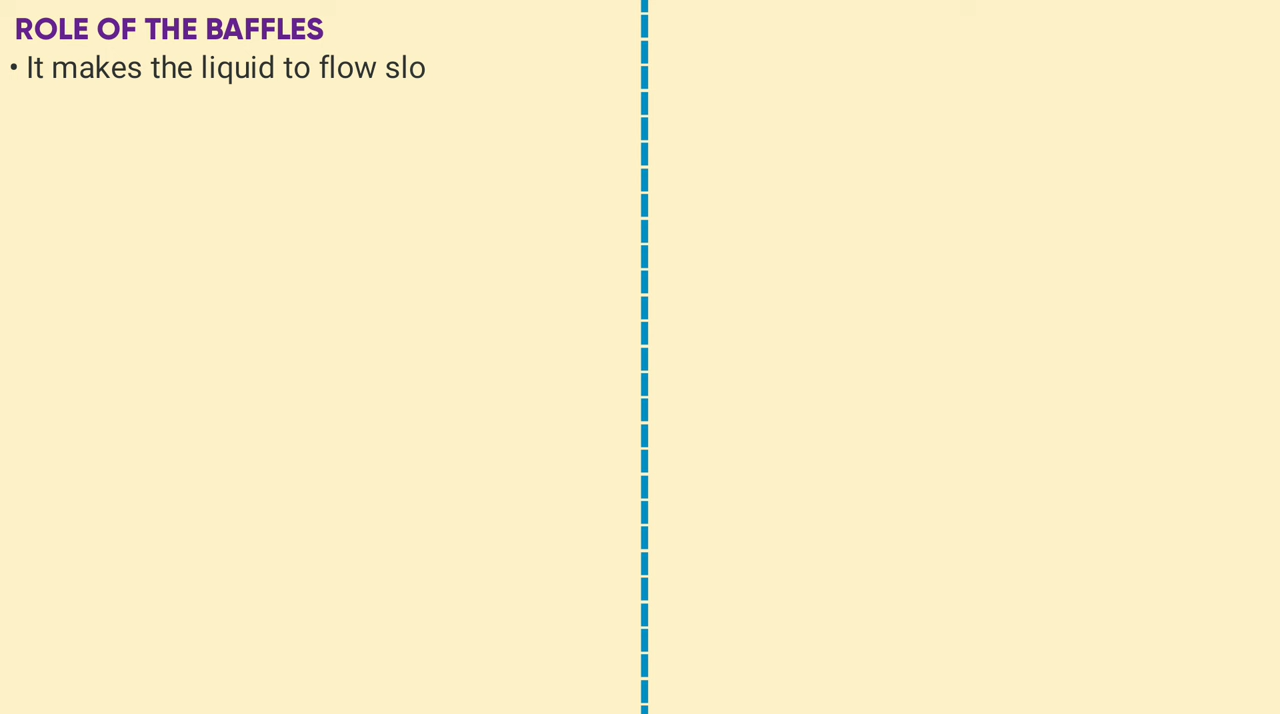 ROLE OF THE BAFFLES
• It makes the liquid to flow slo